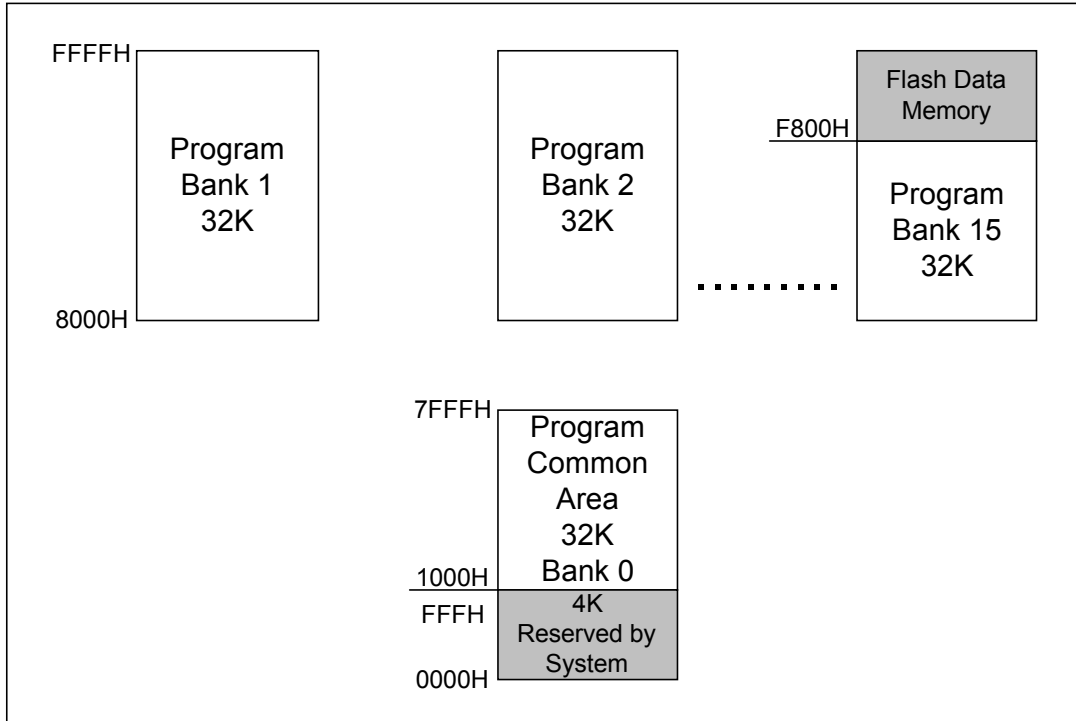 FFFFH
Program
Bank 1
32K
8000H
Program
Bank 2
32K
Flash Data
Memory
F800H
Program
Bank 15
32K
7FFFH
Program
Common
Area
32K
Bank 0
1000H
FFFH
4K
Reserved by
System
0000H